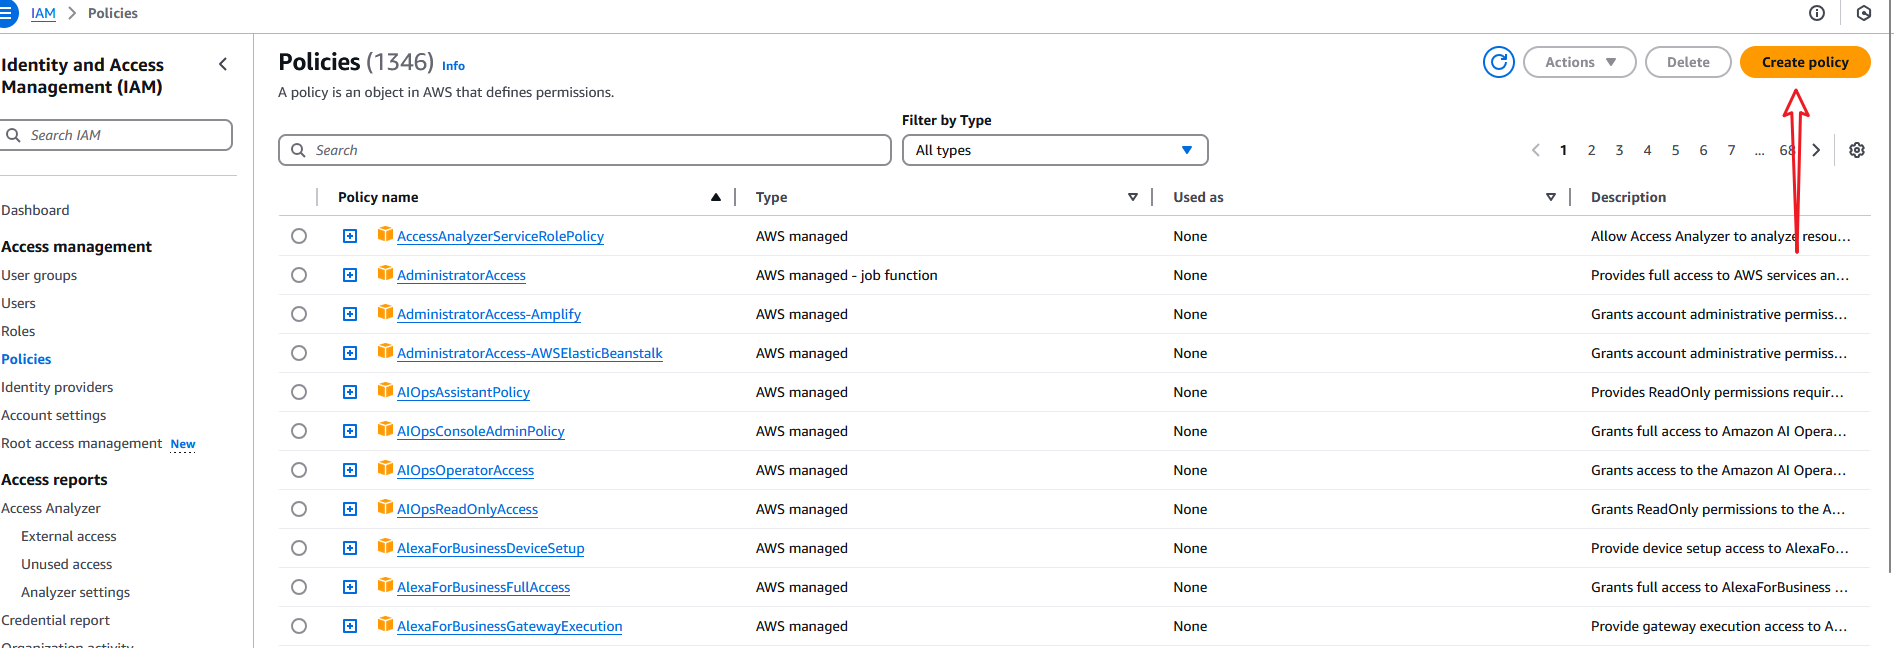 IAM > Policies
Identity and Access
Management (IAM)
Search IAM
Dashboard
Access management
User groups
Users
Roles
Policies
Identity providers
Account settings
Root access management New
Access reports
Access Analyzer
External access
Unused access
Analyzer settings
Credential report
Organization activity
Policies (1346) Info
Actions Delete Create policy
A policy is an object in AWS that defines permissions.
Filter by Type
Search All types 1 2 3 4 5 6 7 ... 68
Policy name Type Used as Description
AccessAnalyzerServiceRolePolicy AWS managed None Allow Access Analyzer to analyze resou...
AdministratorAccess AWS managed - job function None Provides full access to AWS services an...
AdministratorAccess-Amplify AWS managed None Grants account administrative permiss...
AdministratorAccess-AWSElasticBeanstalk AWS managed None Grants account administrative permiss...
AIOpsAssistantPolicy AWS managed None Provides ReadOnly permissions requir...
AIOpsConsoleAdminPolicy AWS managed None Grants full access to Amazon AI Opera...
AIOpsOperatorAccess AWS managed None Grants access to the Amazon AI Opera...
AIOpsReadOnlyAccess AWS managed None Grants ReadOnly permissions to the A...
AlexaForBusinessDeviceSetup AWS managed None Provide device setup access to AlexaFo...
AlexaForBusinessFullAccess AWS managed None Grants full access to AlexaForBusiness ...
AlexaForBusinessGatewayExecution AWS managed None Provide gateway execution access to A...